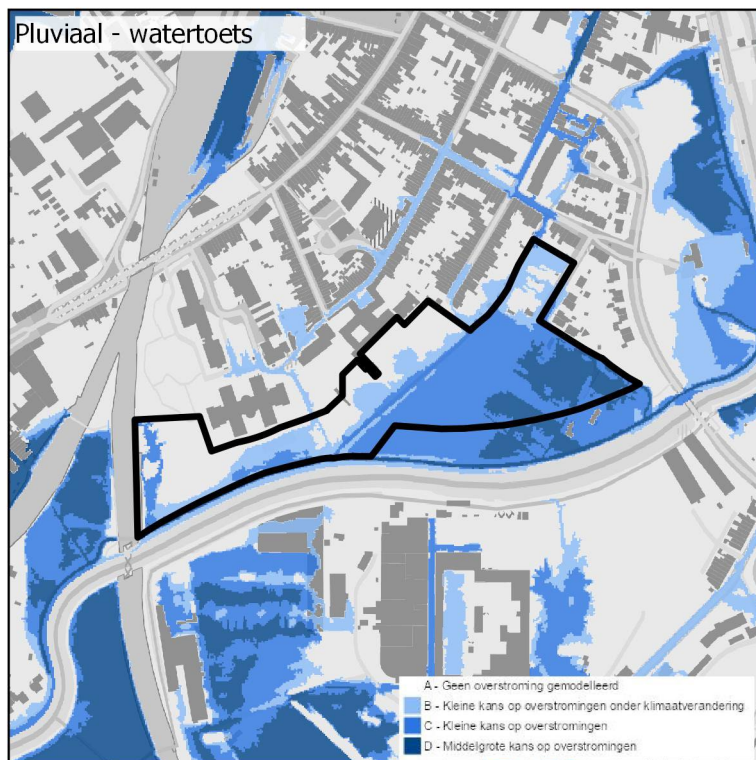 Pluviaal - watertoets
A - Geen overstroming gemodelleerd
B - Kleine kans op overstromingen onder klimaatverandering
C - Kleine kans op overstromingen
D - Middelgrote kans op overstromingen